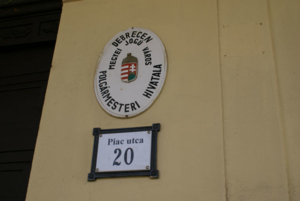 DEBRECEN
MEGYEI JOGÚ VÁROS
POLGÁRMESTERI HIVATALA
Piac utca
20